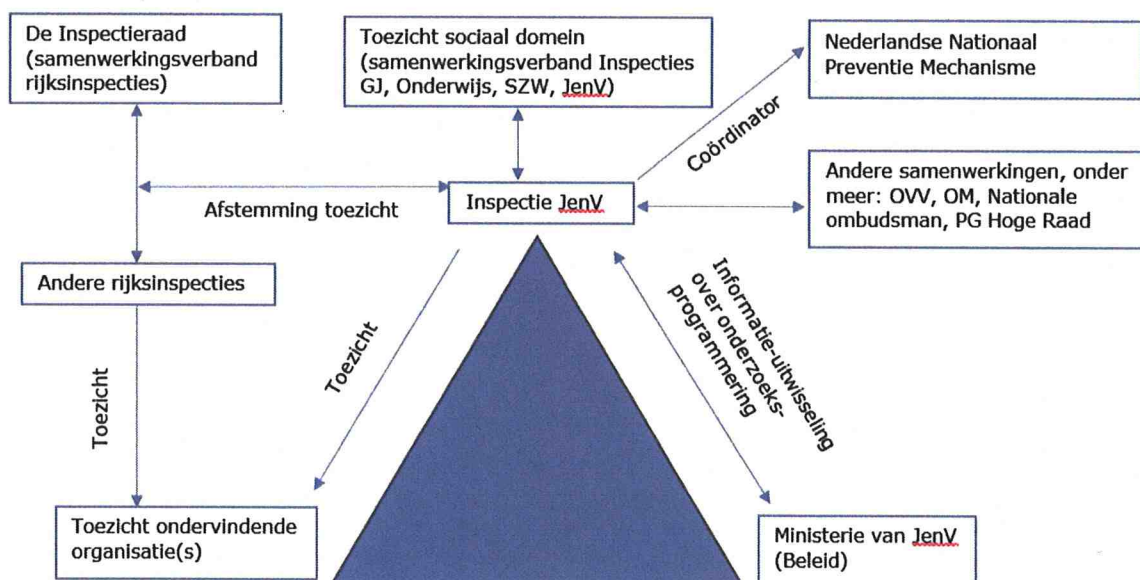 De Inspectieraad
(samenwerkingsverband
rijksinspecties)
Toezicht sociaal domein
(samenwerkingsverband Inspecties
GJ, Onderwijs, SZW, JenV)
Nederlandse Nationaal
Preventie Mechanisme
Coördinator
Afstemming toezicht
Inspectie JenV
Andere samenwerkingen, onder
meer: OVV, OM, Nationale
ombudsman, PG Hoge Raad
Andere rijksinspecties
Toezicht
Toezicht
Informatie-uitwisseling
over onderzoeks-
programmering
Toezicht ondervindende
organisatie(s)
Ministerie van JenV
(Beleid)